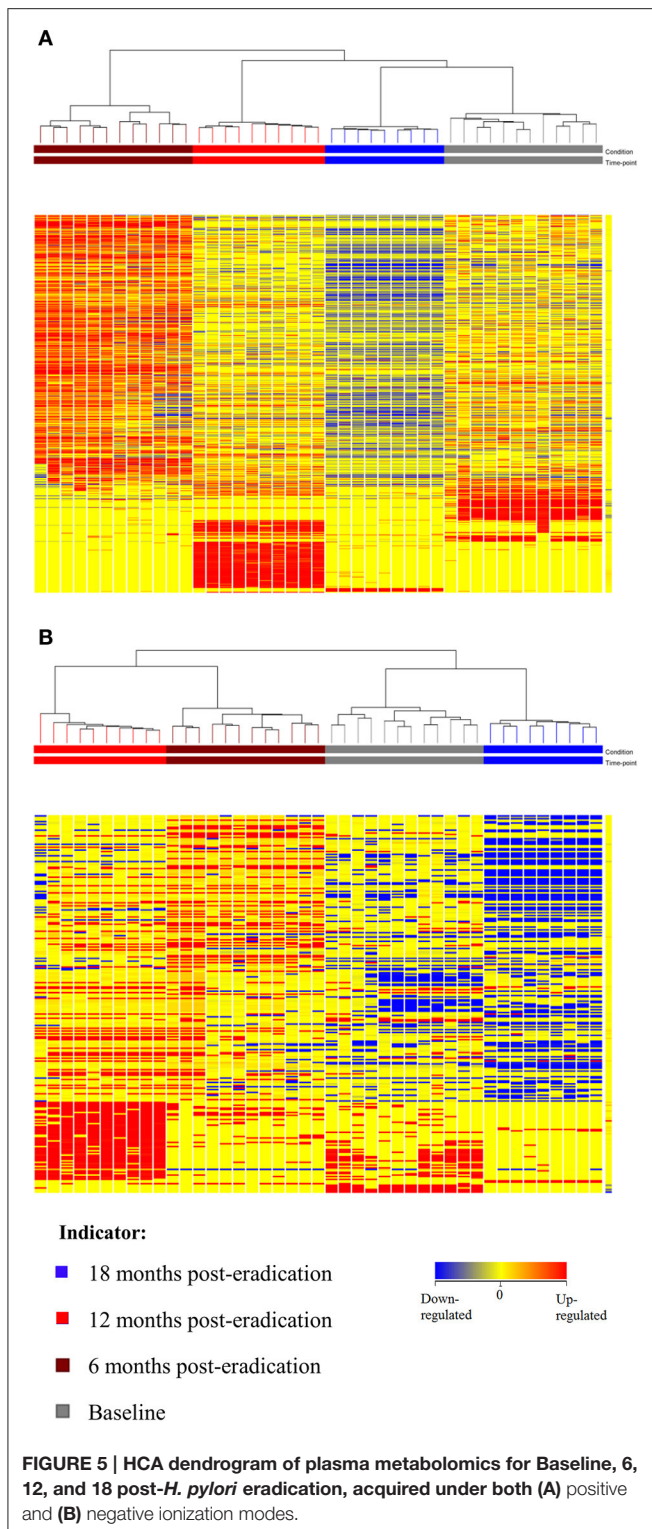 A
Condition
Time-point
B
Condition
Time-point
Indicator:
18 months post-eradication
12 months post-eradication
6 months post-eradication
Baseline
Down-
regulated
0
Up-
regulated
FIGURE 5 | HCA dendrogram of plasma metabolomics for Baseline, 6,
12, and 18 post-H. pylori eradication, acquired under both (A) positive
and (B) negative ionization modes.